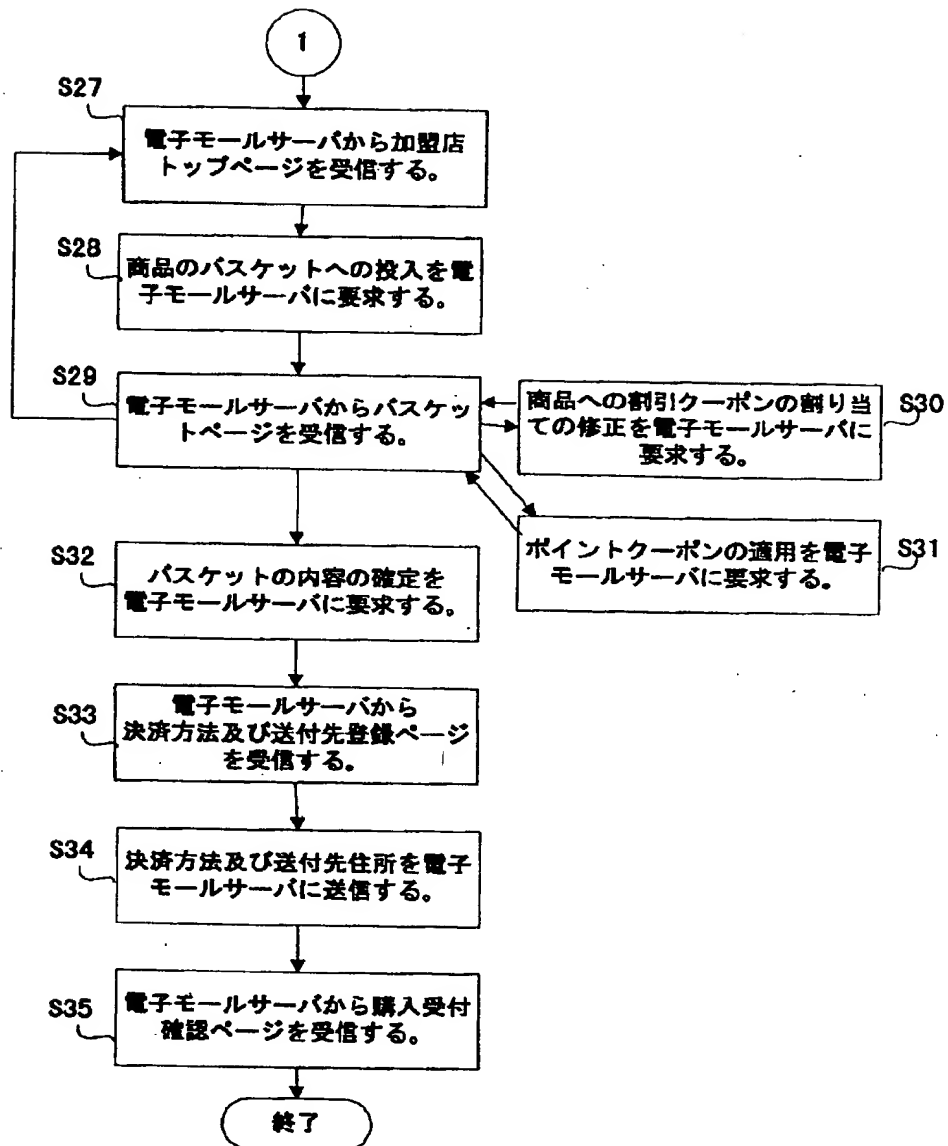 1
S27
電子モールサーバから加盟店
トップページを受信する。
S28
商品のバスケットへの投入を電
子モールサーバに要求する。
S29
電子モールサーバからバスケッ
トページを受信する。
商品への割引クーポンの割り当
ての修正を電子モールサーバに
要求する。
S30
ポイントクーポンの適用を電子
モールサーバに要求する。
S31
S32
バスケットの内容の確定を
電子モールサーバに要求する。
S33
電子モールサーバから
決済方法及び送付先登録ページ
を受信する。
S34
決済方法及び送付先住所を電子
モールサーバに送信する。
S35
電子モールサーバから購入受付
確認ページを受信する。
終了